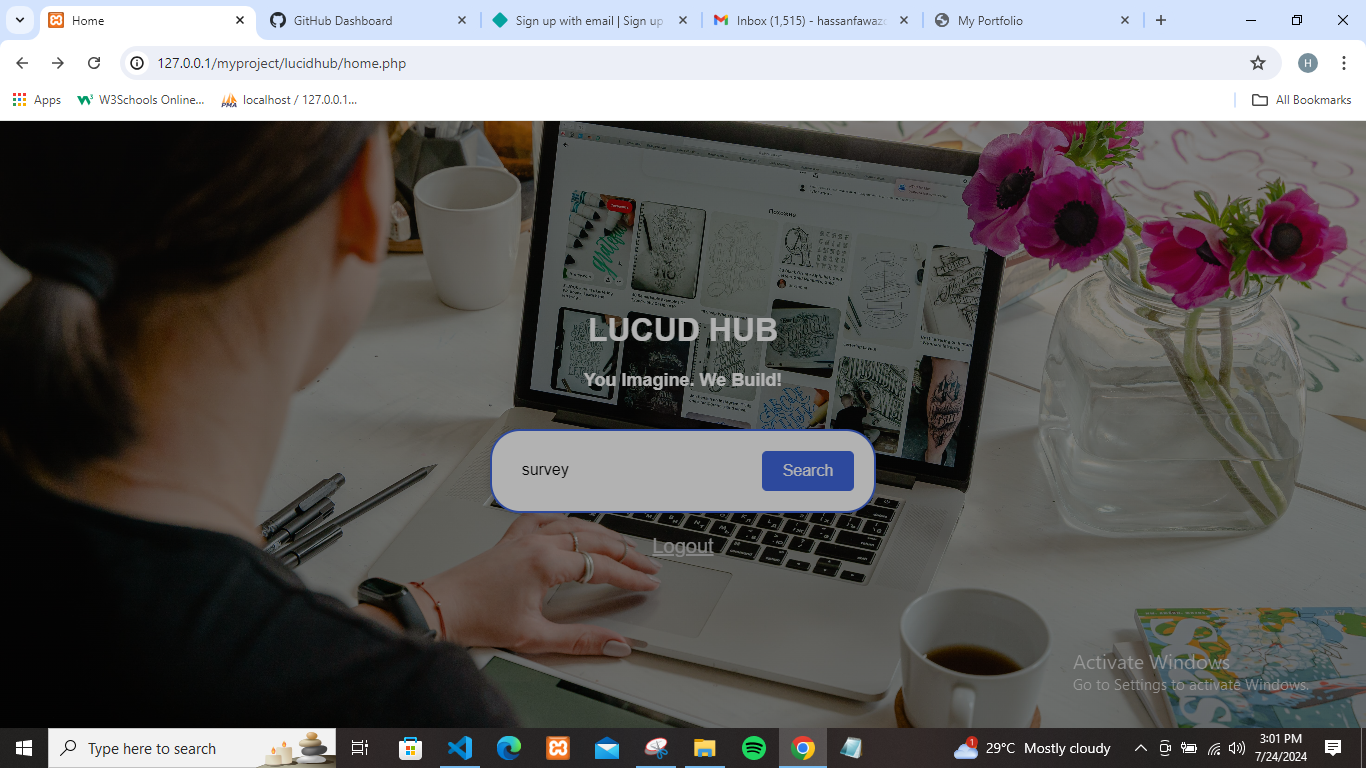 Home
GitHub Dashboard
Sign up with email | Sign up
Inbox (1,515) - hassanfawaz
My Portfolio
127.0.0.1/myproject/lucidhub/home.php
H
Apps
W3Schools Online...
PMA
localhost / 127.0.0.1...
All Bookmarks
LUCUD HUB
You Imagine. We Build!
survey
Search
Logout
Activate Windows
Go to Settings to activate Windows.
Type here to search
1
29°C Mostly cloudy
3:01 PM
7/24/2024